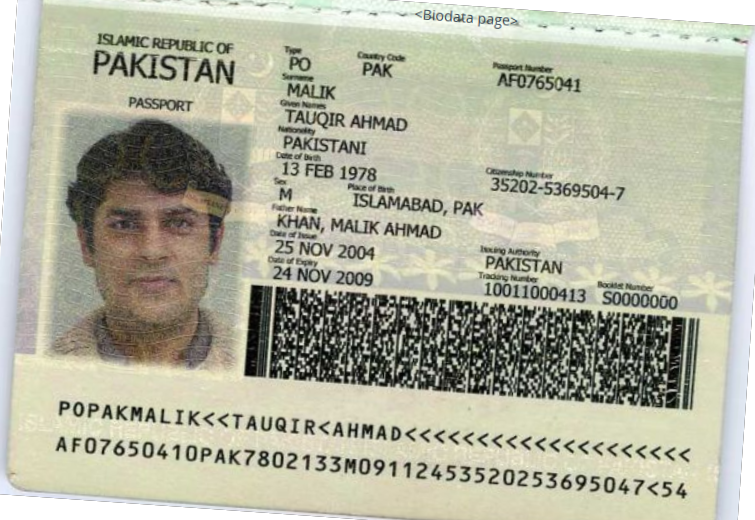 <Biodata page>
ISLAMIC REPUBLIC OF
PAKISTAN
PASSPORT
Type
PO
Country Code
PAK
Passport Number
AF0765041
Surname
MALIK
Given Names
TAUQIR AHMAD
Nationality
PAKISTANI
Date of Birth
13 FEB 1978
Citizenship Number
35202-5369504-7
Sex
M
Place of Birth
ISLAMABAD, PAK
Father Name
KHAN, MALIK AHMAD
Date of Issue
25 NOV 2004
Issuing Authority
PAKISTAN
Date of Expiry
24 NOV 2009
Tracking Number
10011000413
Booklet Number
S0000000
POPAKMALIK<<TAUQIR<AHMAD<<<<<<<<<<<<<<<<<<<<
AF07650410PAK7802133M09112453520253695047<54